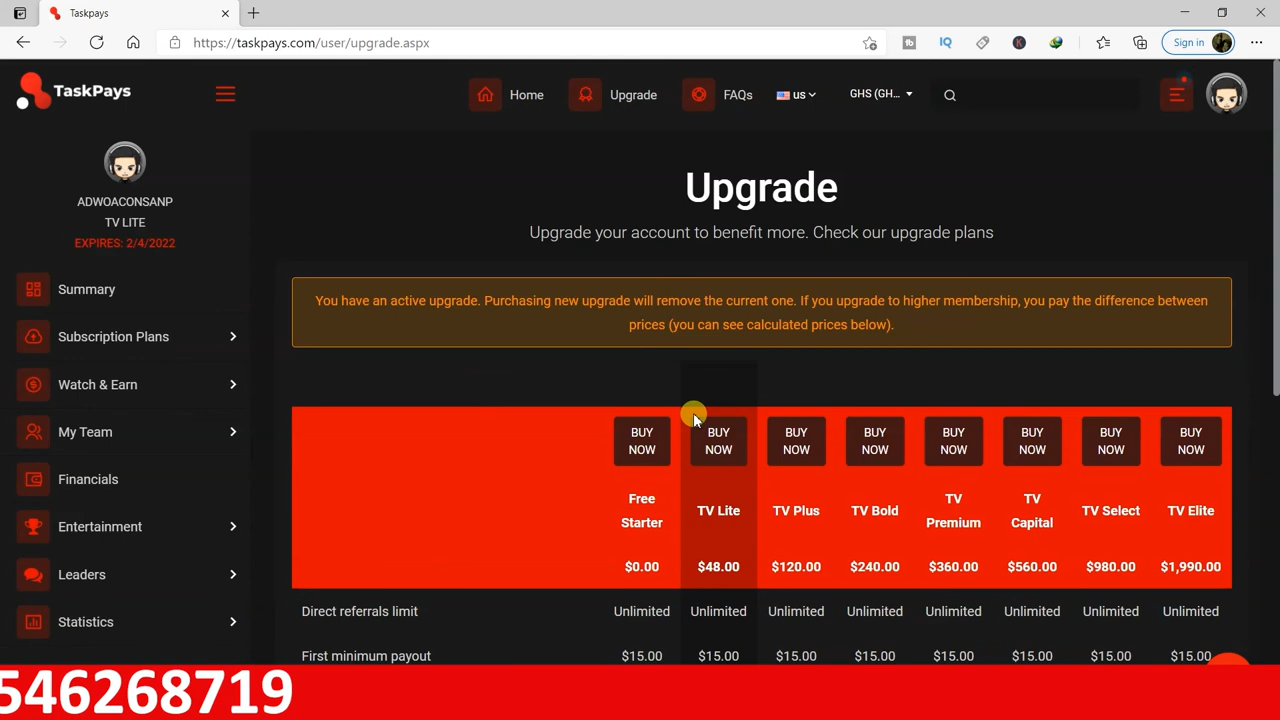 Taskpays
https://taskpays.com/user/upgrade.aspx
Sign in
TaskPays
Home
Upgrade
FAQs
us
GHS (GH...
ADWOACONSANP
TV LITE
EXPIRES: 2/4/2022
Summary
Subscription Plans
Watch & Earn
My Team
Financials
Entertainment
Leaders
Statistics
Upgrade
Upgrade your account to benefit more. Check our upgrade plans
You have an active upgrade. Purchasing new upgrade will remove the current one. If you upgrade to higher membership, you pay the difference between
prices (you can see calculated prices below).
BUY NOW BUY NOW BUY NOW BUY NOW BUY NOW BUY NOW BUY NOW BUY NOW
Free Starter TV Lite TV Plus TV Bold TV Premium TV Capital TV Select TV Elite
$0.00 $48.00 $120.00 $240.00 $360.00 $560.00 $980.00 $1,990.00
Direct referrals limit Unlimited Unlimited Unlimited Unlimited Unlimited Unlimited Unlimited Unlimited
First minimum payout $15.00 $15.00 $15.00 $15.00 $15.00 $15.00 $15.00 $15.00
546268719